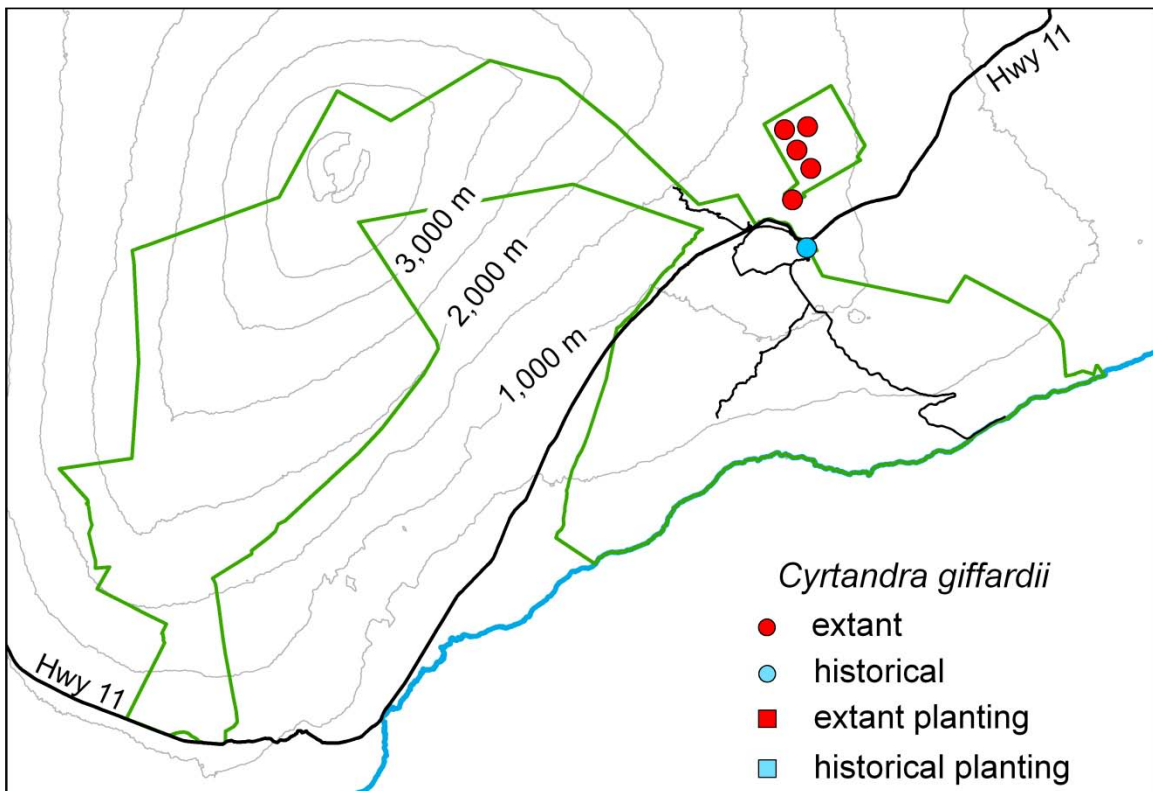 Hwy 11
3,000 m
2,000 m
1,000 m
Cyrtandra giffardii
extant
historical
Hwy 11
extant planting
historical planting